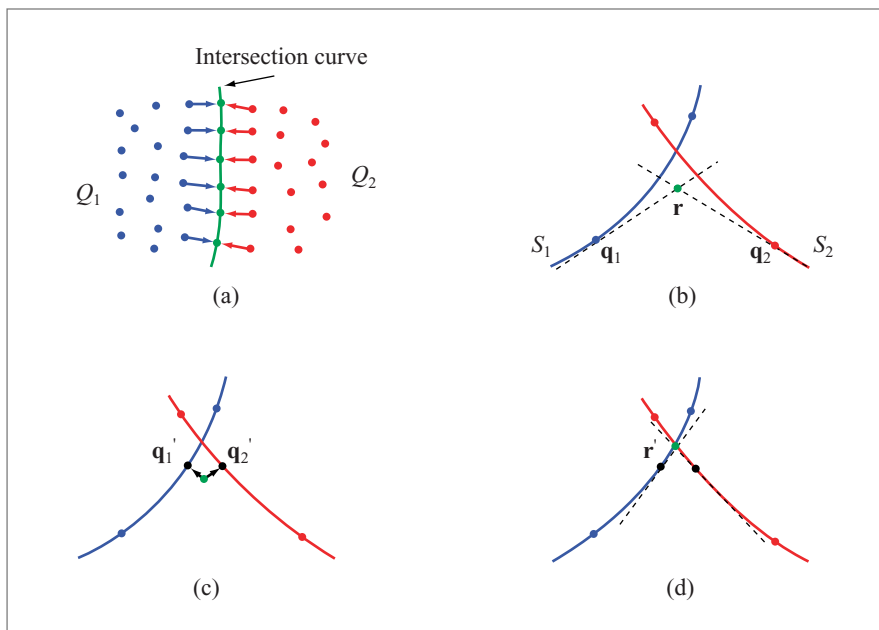 Intersection curve
Q₁
Q₂
(a)
r
S₁
q₁
q₂
S₂
(b)
q₁'
q₂'
(c)
r'
(d)